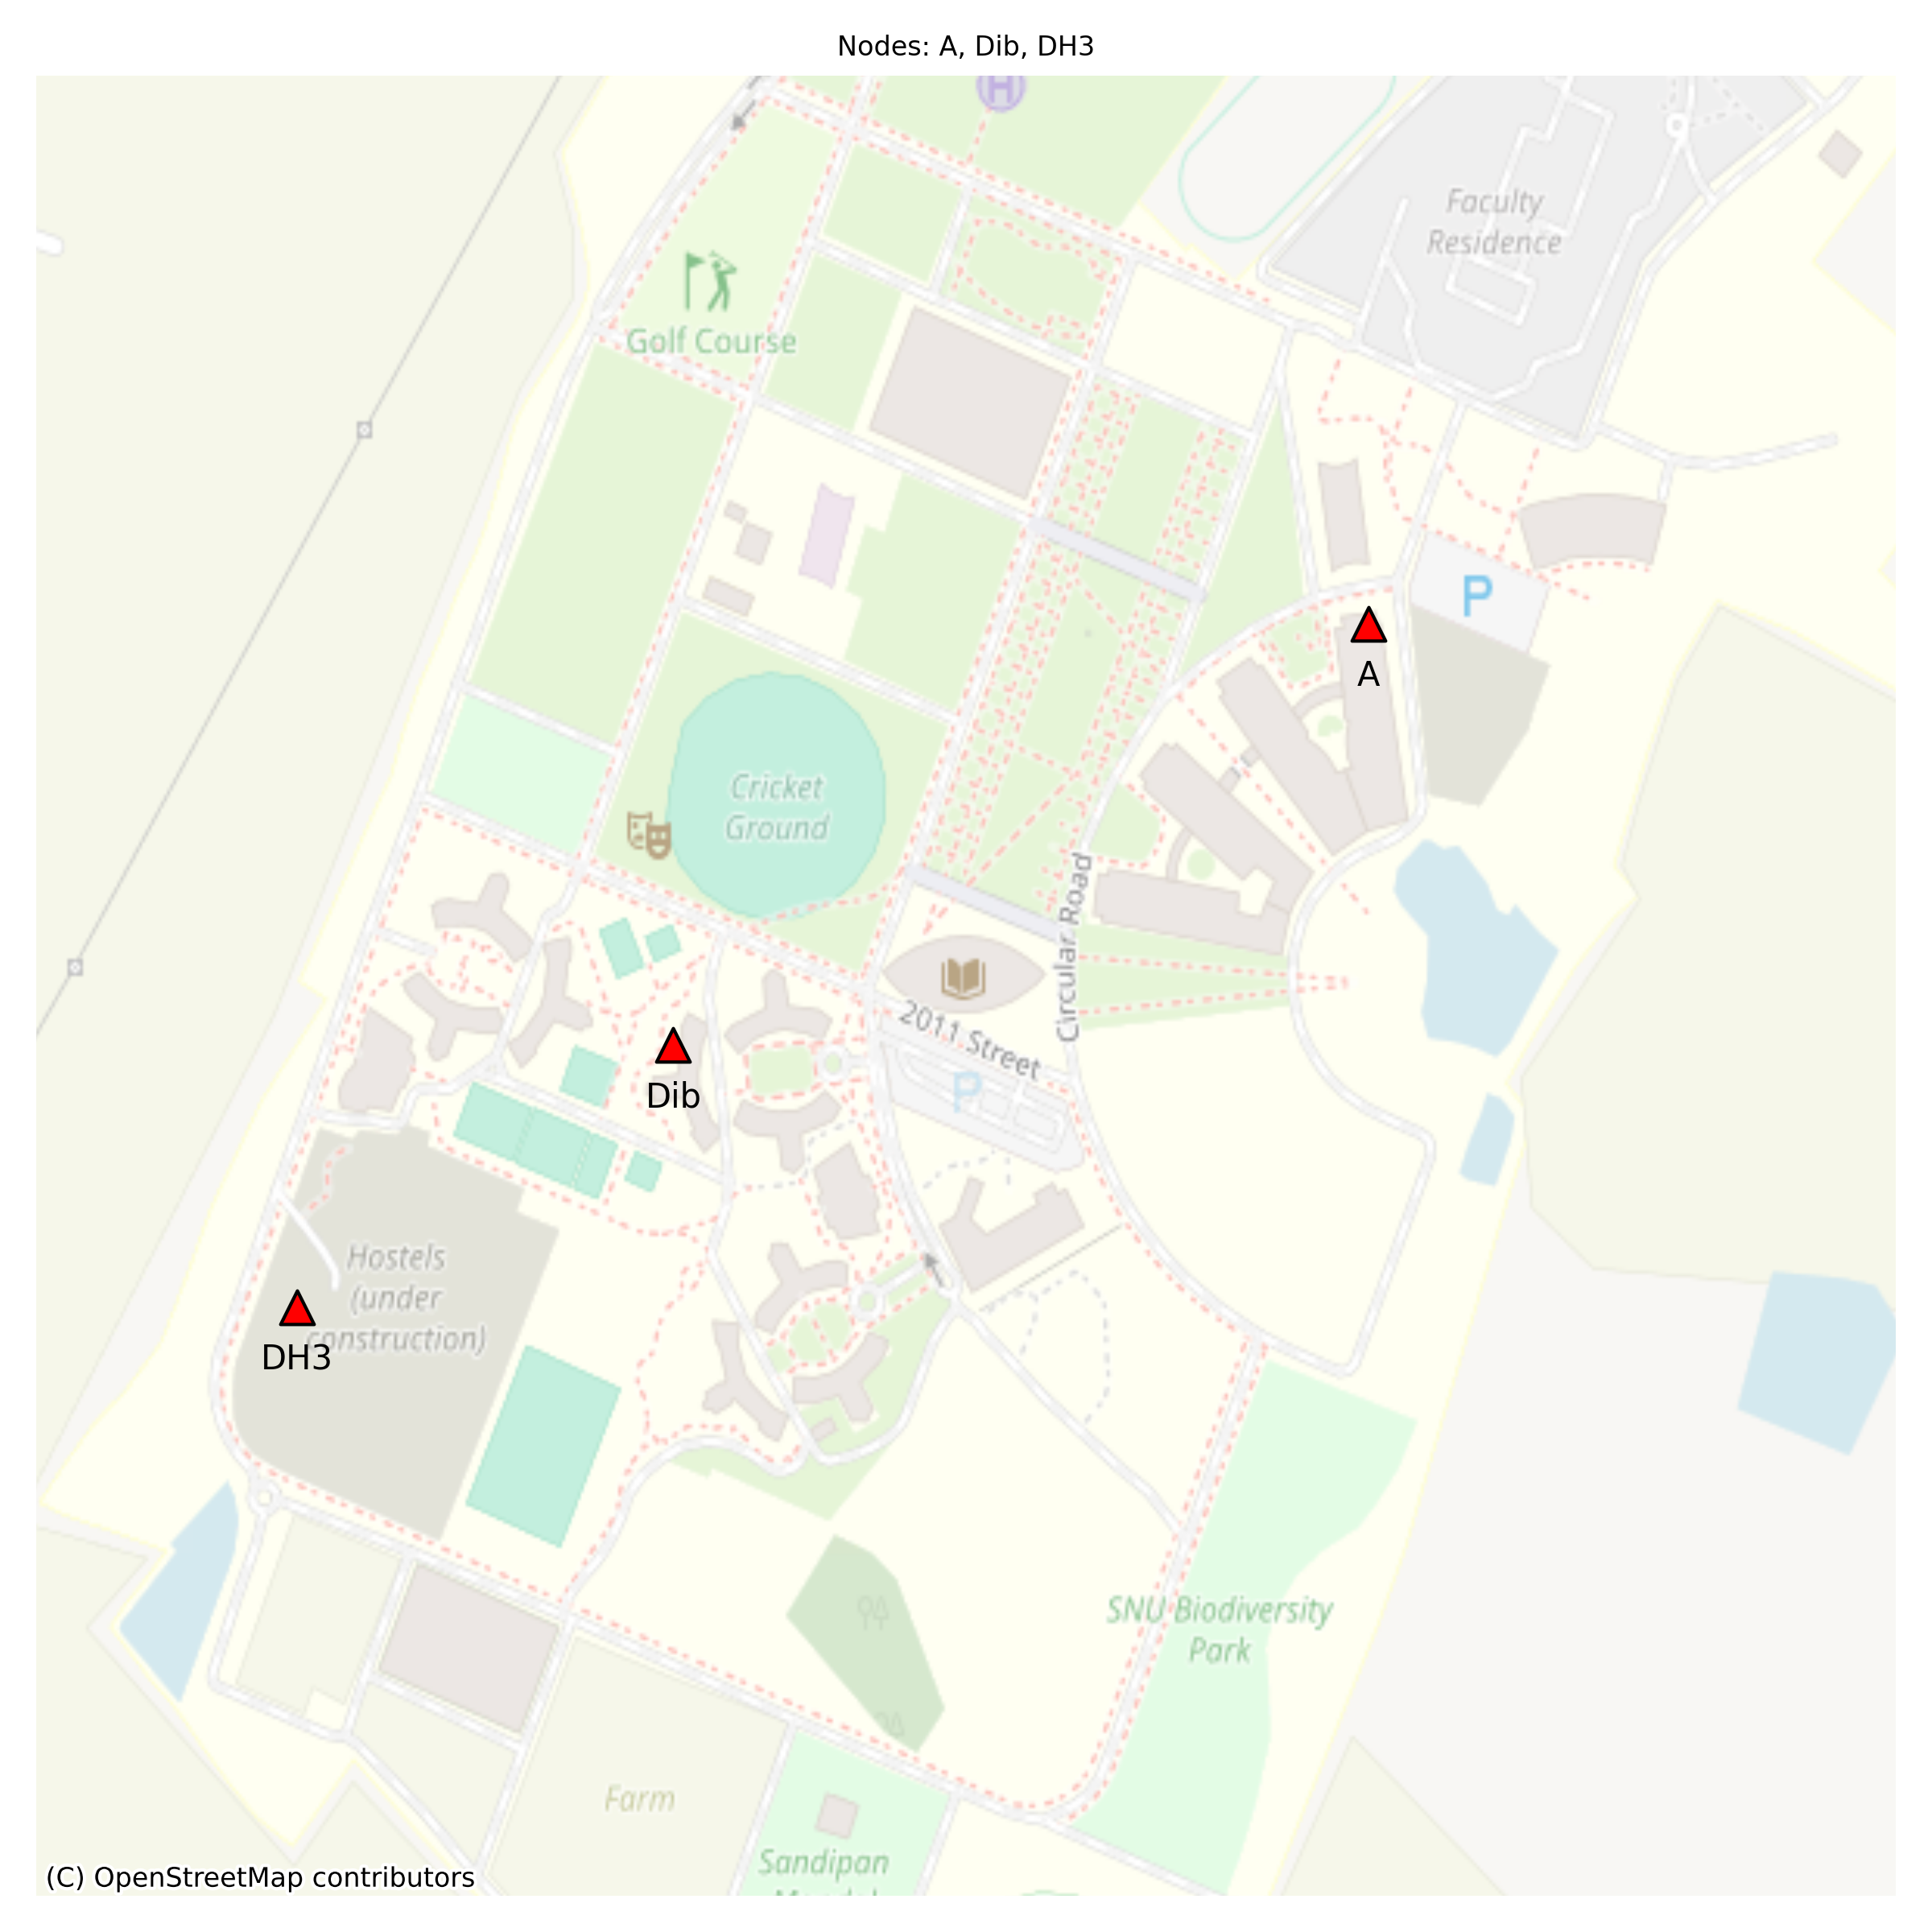 Nodes: A, Dib, DH3
H
Faculty
Residence
Golf Course
P
A
Cricket
Ground
Circular Road
2011 Street
P
Dib
Hostels
(under
construction)
DH3
SNU Biodiversity
Park
Farm
Sandipan
(C) OpenStreetMap contributors